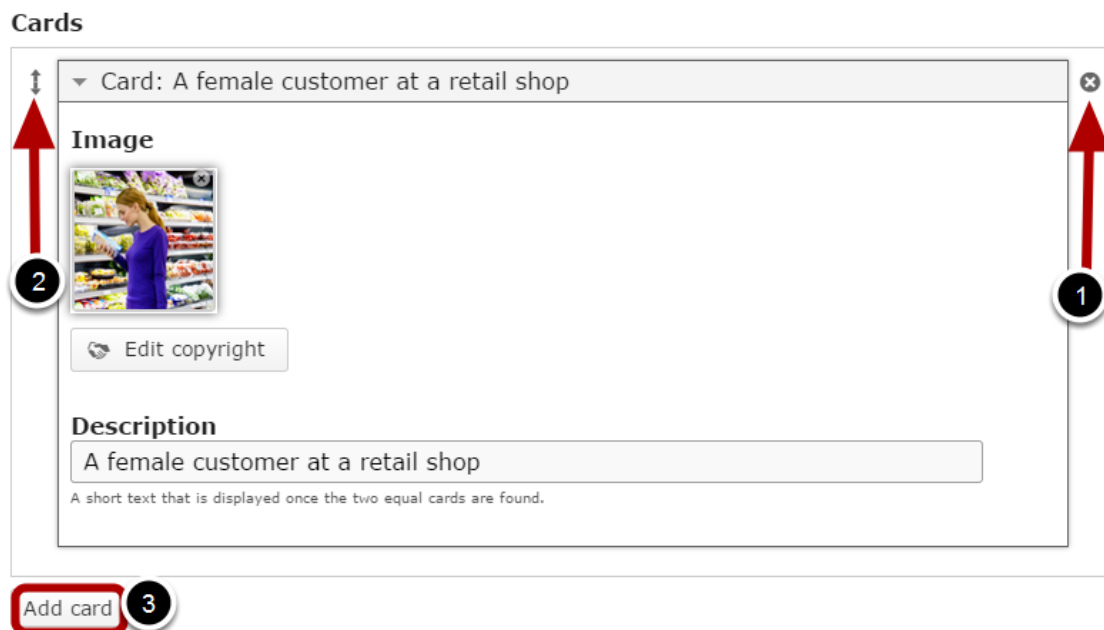 Cards
Card: A female customer at a retail shop
Image
2
1
Edit copyright
Description
A female customer at a retail shop
A short text that is displayed once the two equal cards are found.
Add card
3